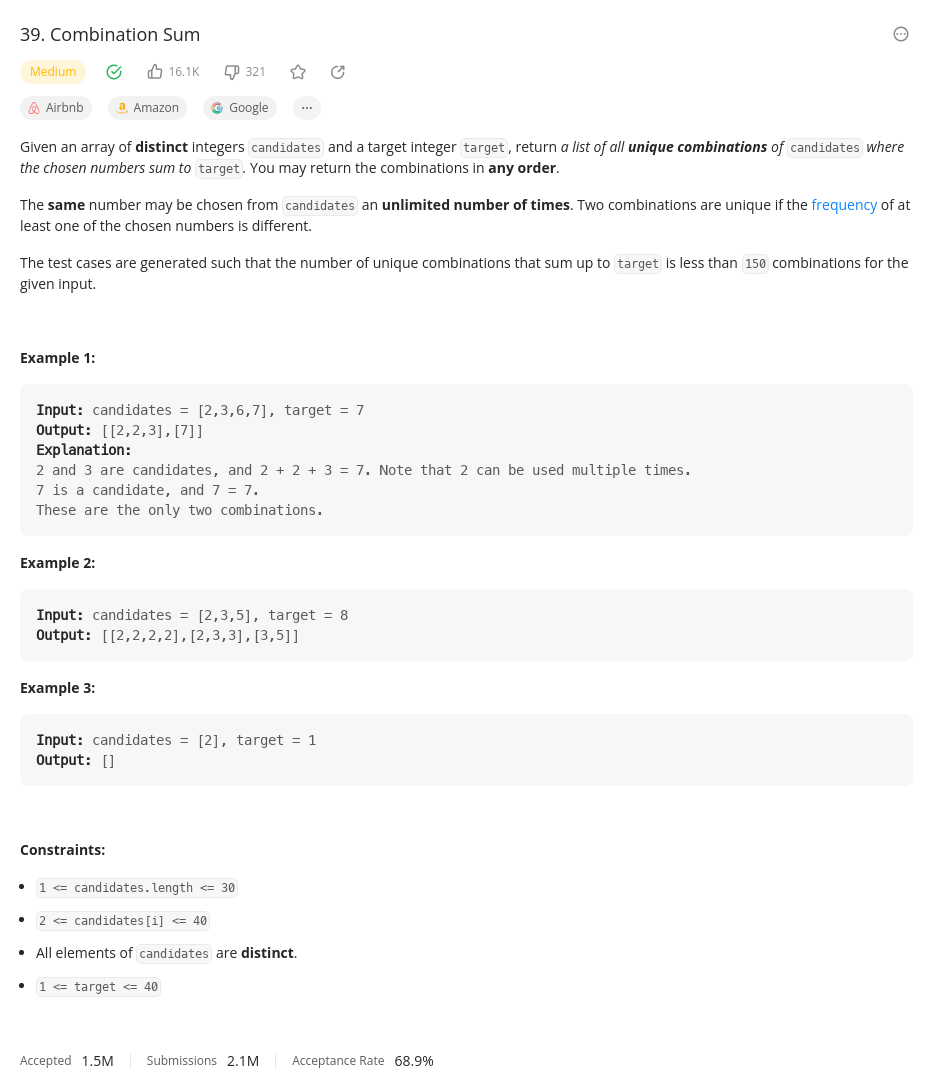 39. Combination Sum
Medium
16.1K
321
Airbnb
Amazon
Google
...
Given an array of distinct integers candidates and a target integer target, return a list of all unique combinations of candidates where
the chosen numbers sum to target. You may return the combinations in any order.
The same number may be chosen from candidates an unlimited number of times. Two combinations are unique if the frequency of at
least one of the chosen numbers is different.
The test cases are generated such that the number of unique combinations that sum up to target is less than 150 combinations for the
given input.
Example 1:
Input: candidates = [2,3,6,7], target = 7
Output: [[2,2,3],[7]]
Explanation:
2 and 3 are candidates, and 2 + 2 + 3 = 7. Note that 2 can be used multiple times.
7 is a candidate, and 7 = 7.
These are the only two combinations.
Example 2:
Input: candidates = [2,3,5], target = 8
Output: [[2,2,2,2],[2,3,3],[3,5]]
Example 3:
Input: candidates = [2], target = 1
Output: []
Constraints:
1 <= candidates.length <= 30
2 <= candidates[i] <= 40
All elements of candidates are distinct.
1 <= target <= 40
Accepted 1.5M Submissions 2.1M Acceptance Rate 68.9%